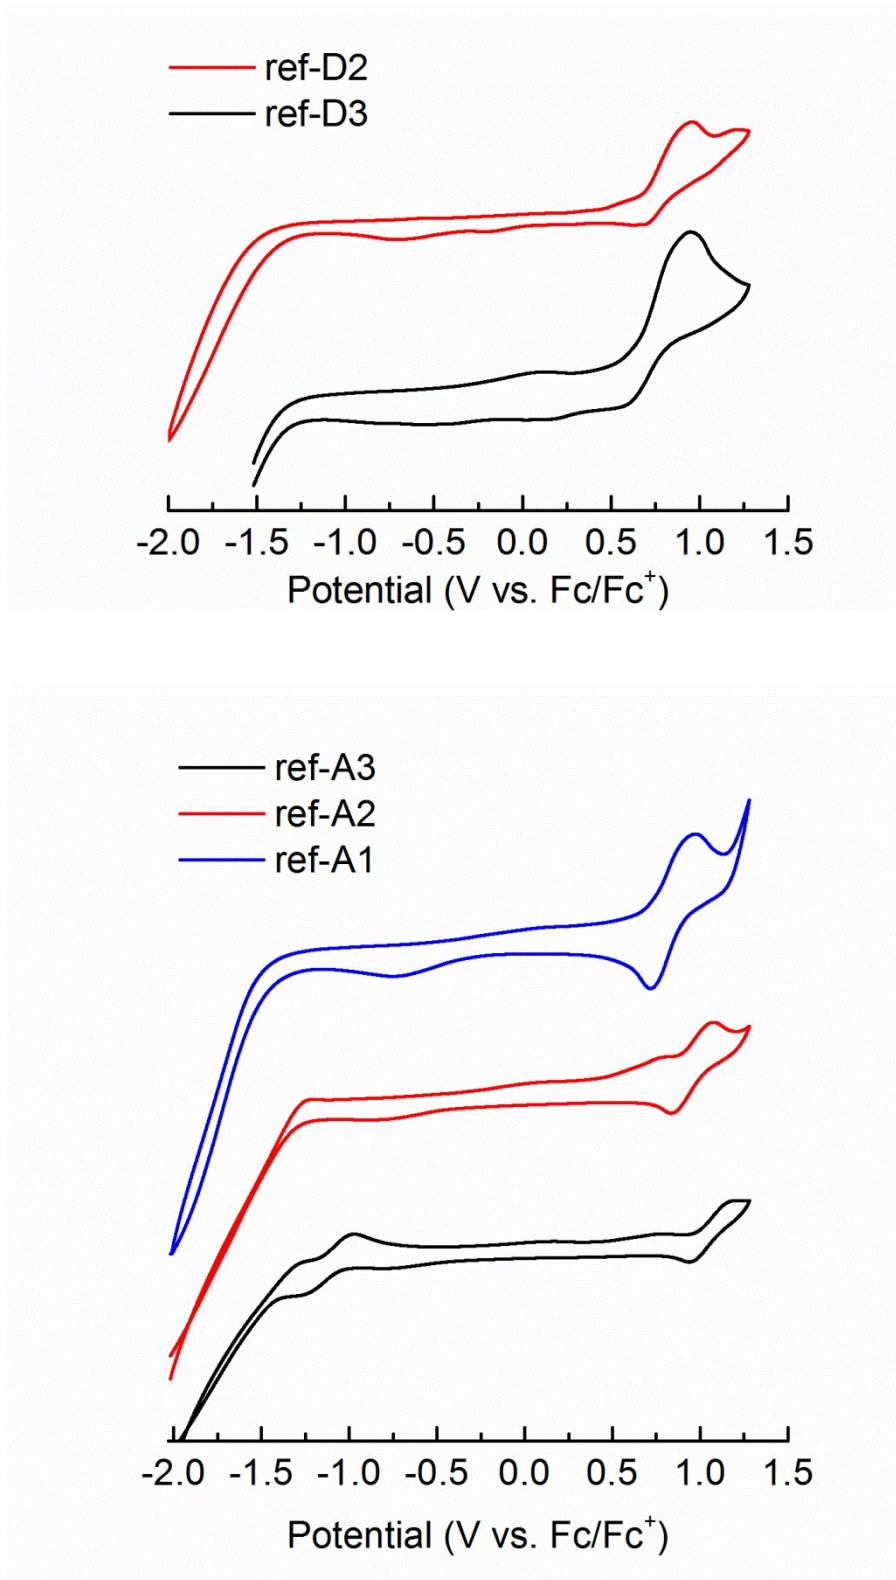 ref-D2
ref-D3
-2.0 -1.5 -1.0 -0.5 0.0 0.5 1.0 1.5
Potential (V vs. Fc/Fc⁺)
ref-A3
ref-A2
ref-A1
-2.0 -1.5 -1.0 -0.5 0.0 0.5 1.0 1.5
Potential (V vs. Fc/Fc⁺)